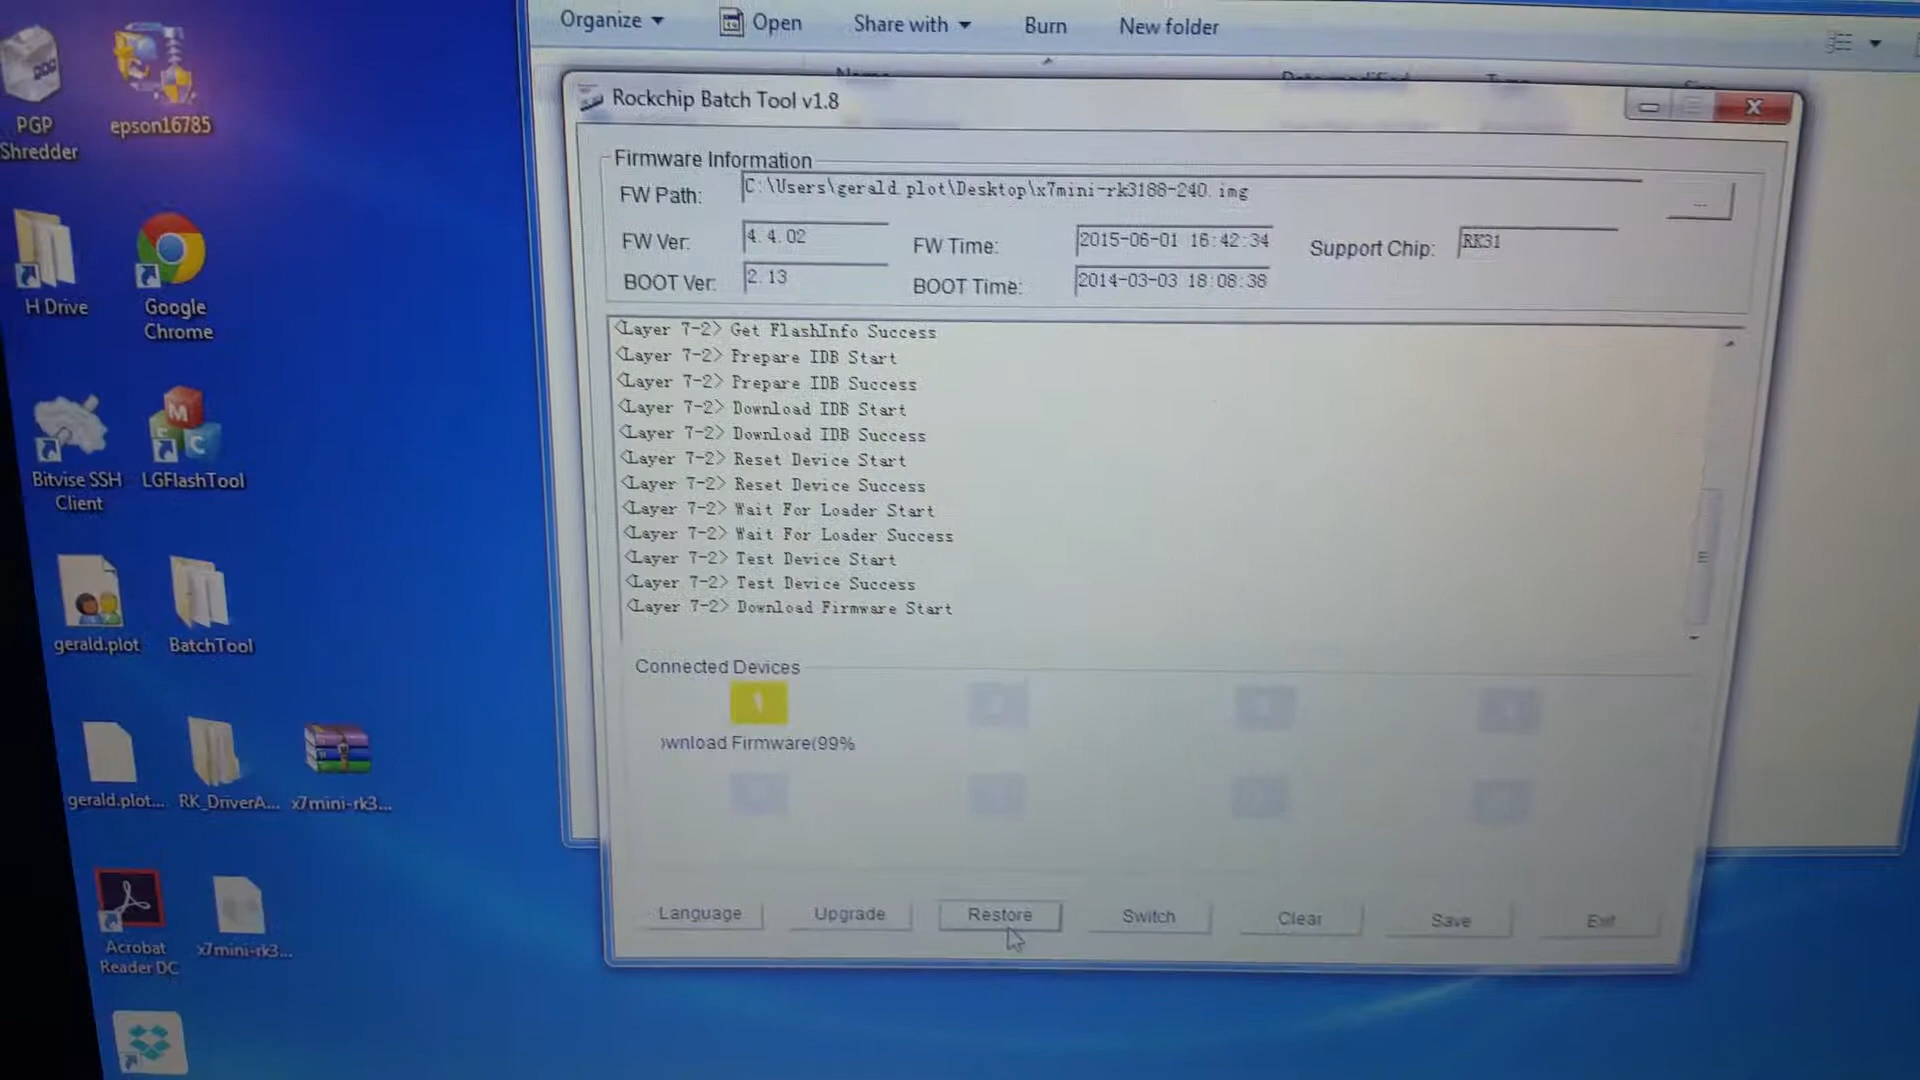 Organize
Open
Share with
Burn
New folder
Rockchip Batch Tool v1.8
Firmware Information
FW Path:
C:\Users\gerald.plot\Desktop\x7mini-rk3188-240.img
...
FW Ver:
4.4.02
FW Time:
2015-06-01 16:42:34
Support Chip:
RK31
BOOT Ver:
2.13
BOOT Time:
2014-03-03 18:08:38
<Layer 7-2> Get FlashInfo Success
<Layer 7-2> Prepare IDB Start
<Layer 7-2> Prepare IDB Success
<Layer 7-2> Download IDB Start
<Layer 7-2> Download IDB Success
<Layer 7-2> Reset Device Start
<Layer 7-2> Reset Device Success
<Layer 7-2> Wait For Loader Start
<Layer 7-2> Wait For Loader Success
<Layer 7-2> Test Device Start
<Layer 7-2> Test Device Success
<Layer 7-2> Download Firmware Start
Connected Devices
1
ownload Firmware(99%
Language
Upgrade
Restore
Switch
Clear
Save
Exit
PGP
Shredder
epson16785
H Drive
Google
Chrome
Bitvise SSH
Client
LGFlashTool
gerald.plot
BatchTool
gerald.plot...
RK_DriverA...
x7mini-rk3...
Acrobat
Reader DC
x7mini-rk3...